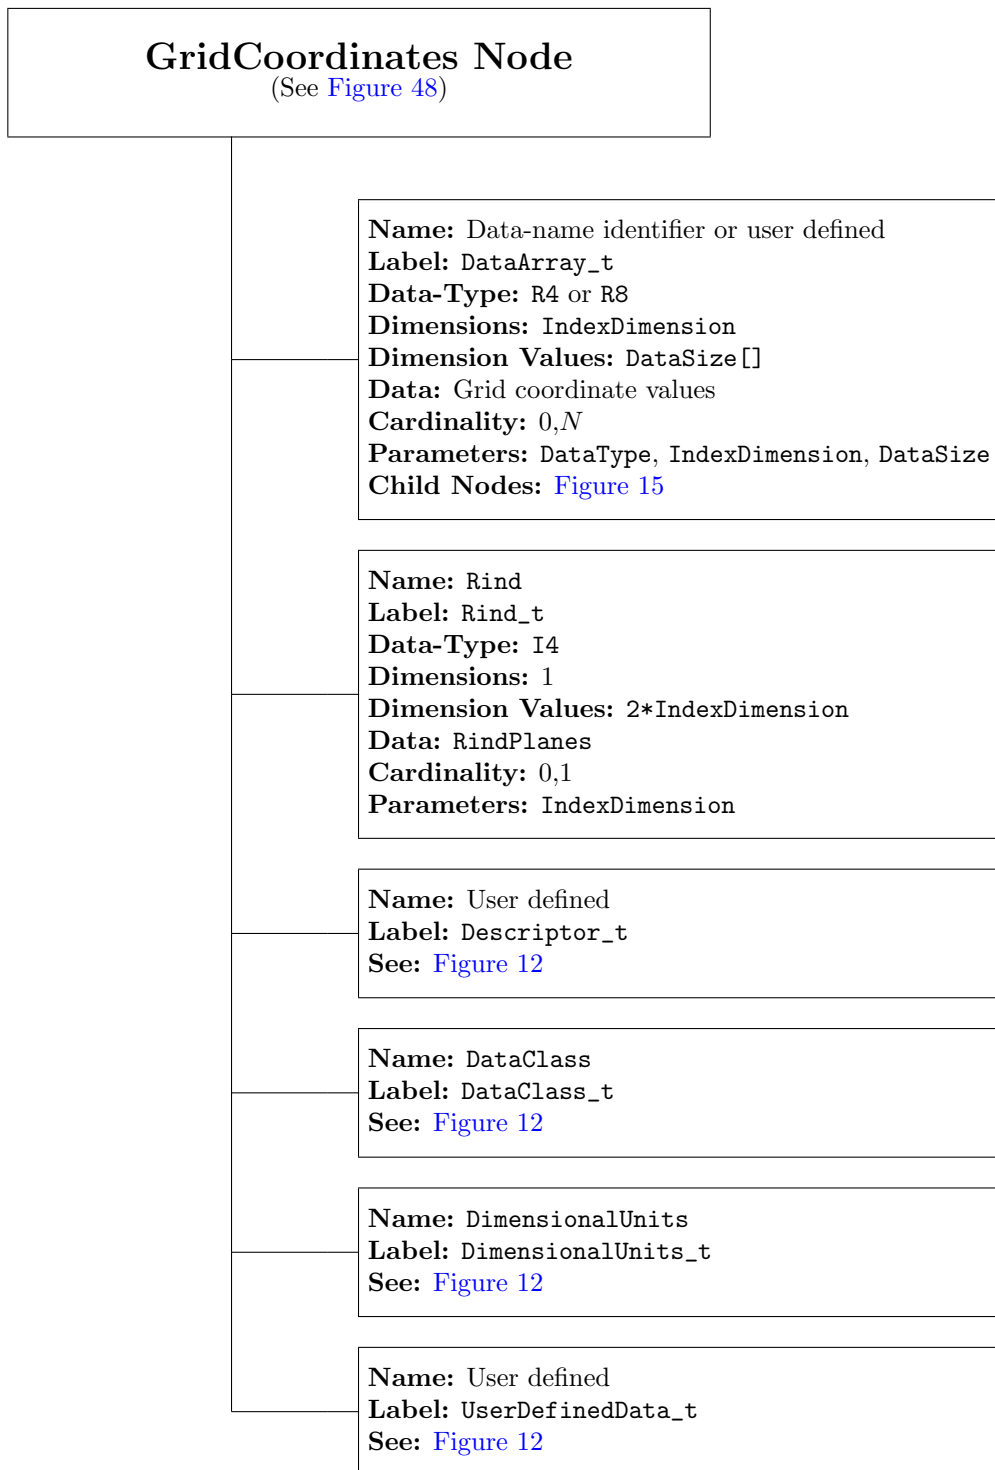 GridCoordinates Node
(See Figure 48)
Name: Data-name identifier or user defined
Label: DataArray_t
Data-Type: R4 or R8
Dimensions: IndexDimension
Dimension Values: DataSize[]
Data: Grid coordinate values
Cardinality: 0,N
Parameters: DataType, IndexDimension, DataSize
Child Nodes: Figure 15
Name: Rind
Label: Rind_t
Data-Type: I4
Dimensions: 1
Dimension Values: 2*IndexDimension
Data: RindPlanes
Cardinality: 0,1
Parameters: IndexDimension
Name: User defined
Label: Descriptor_t
See: Figure 12
Name: DataClass
Label: DataClass_t
See: Figure 12
Name: DimensionalUnits
Label: DimensionalUnits_t
See: Figure 12
Name: User defined
Label: UserDefinedData_t
See: Figure 12